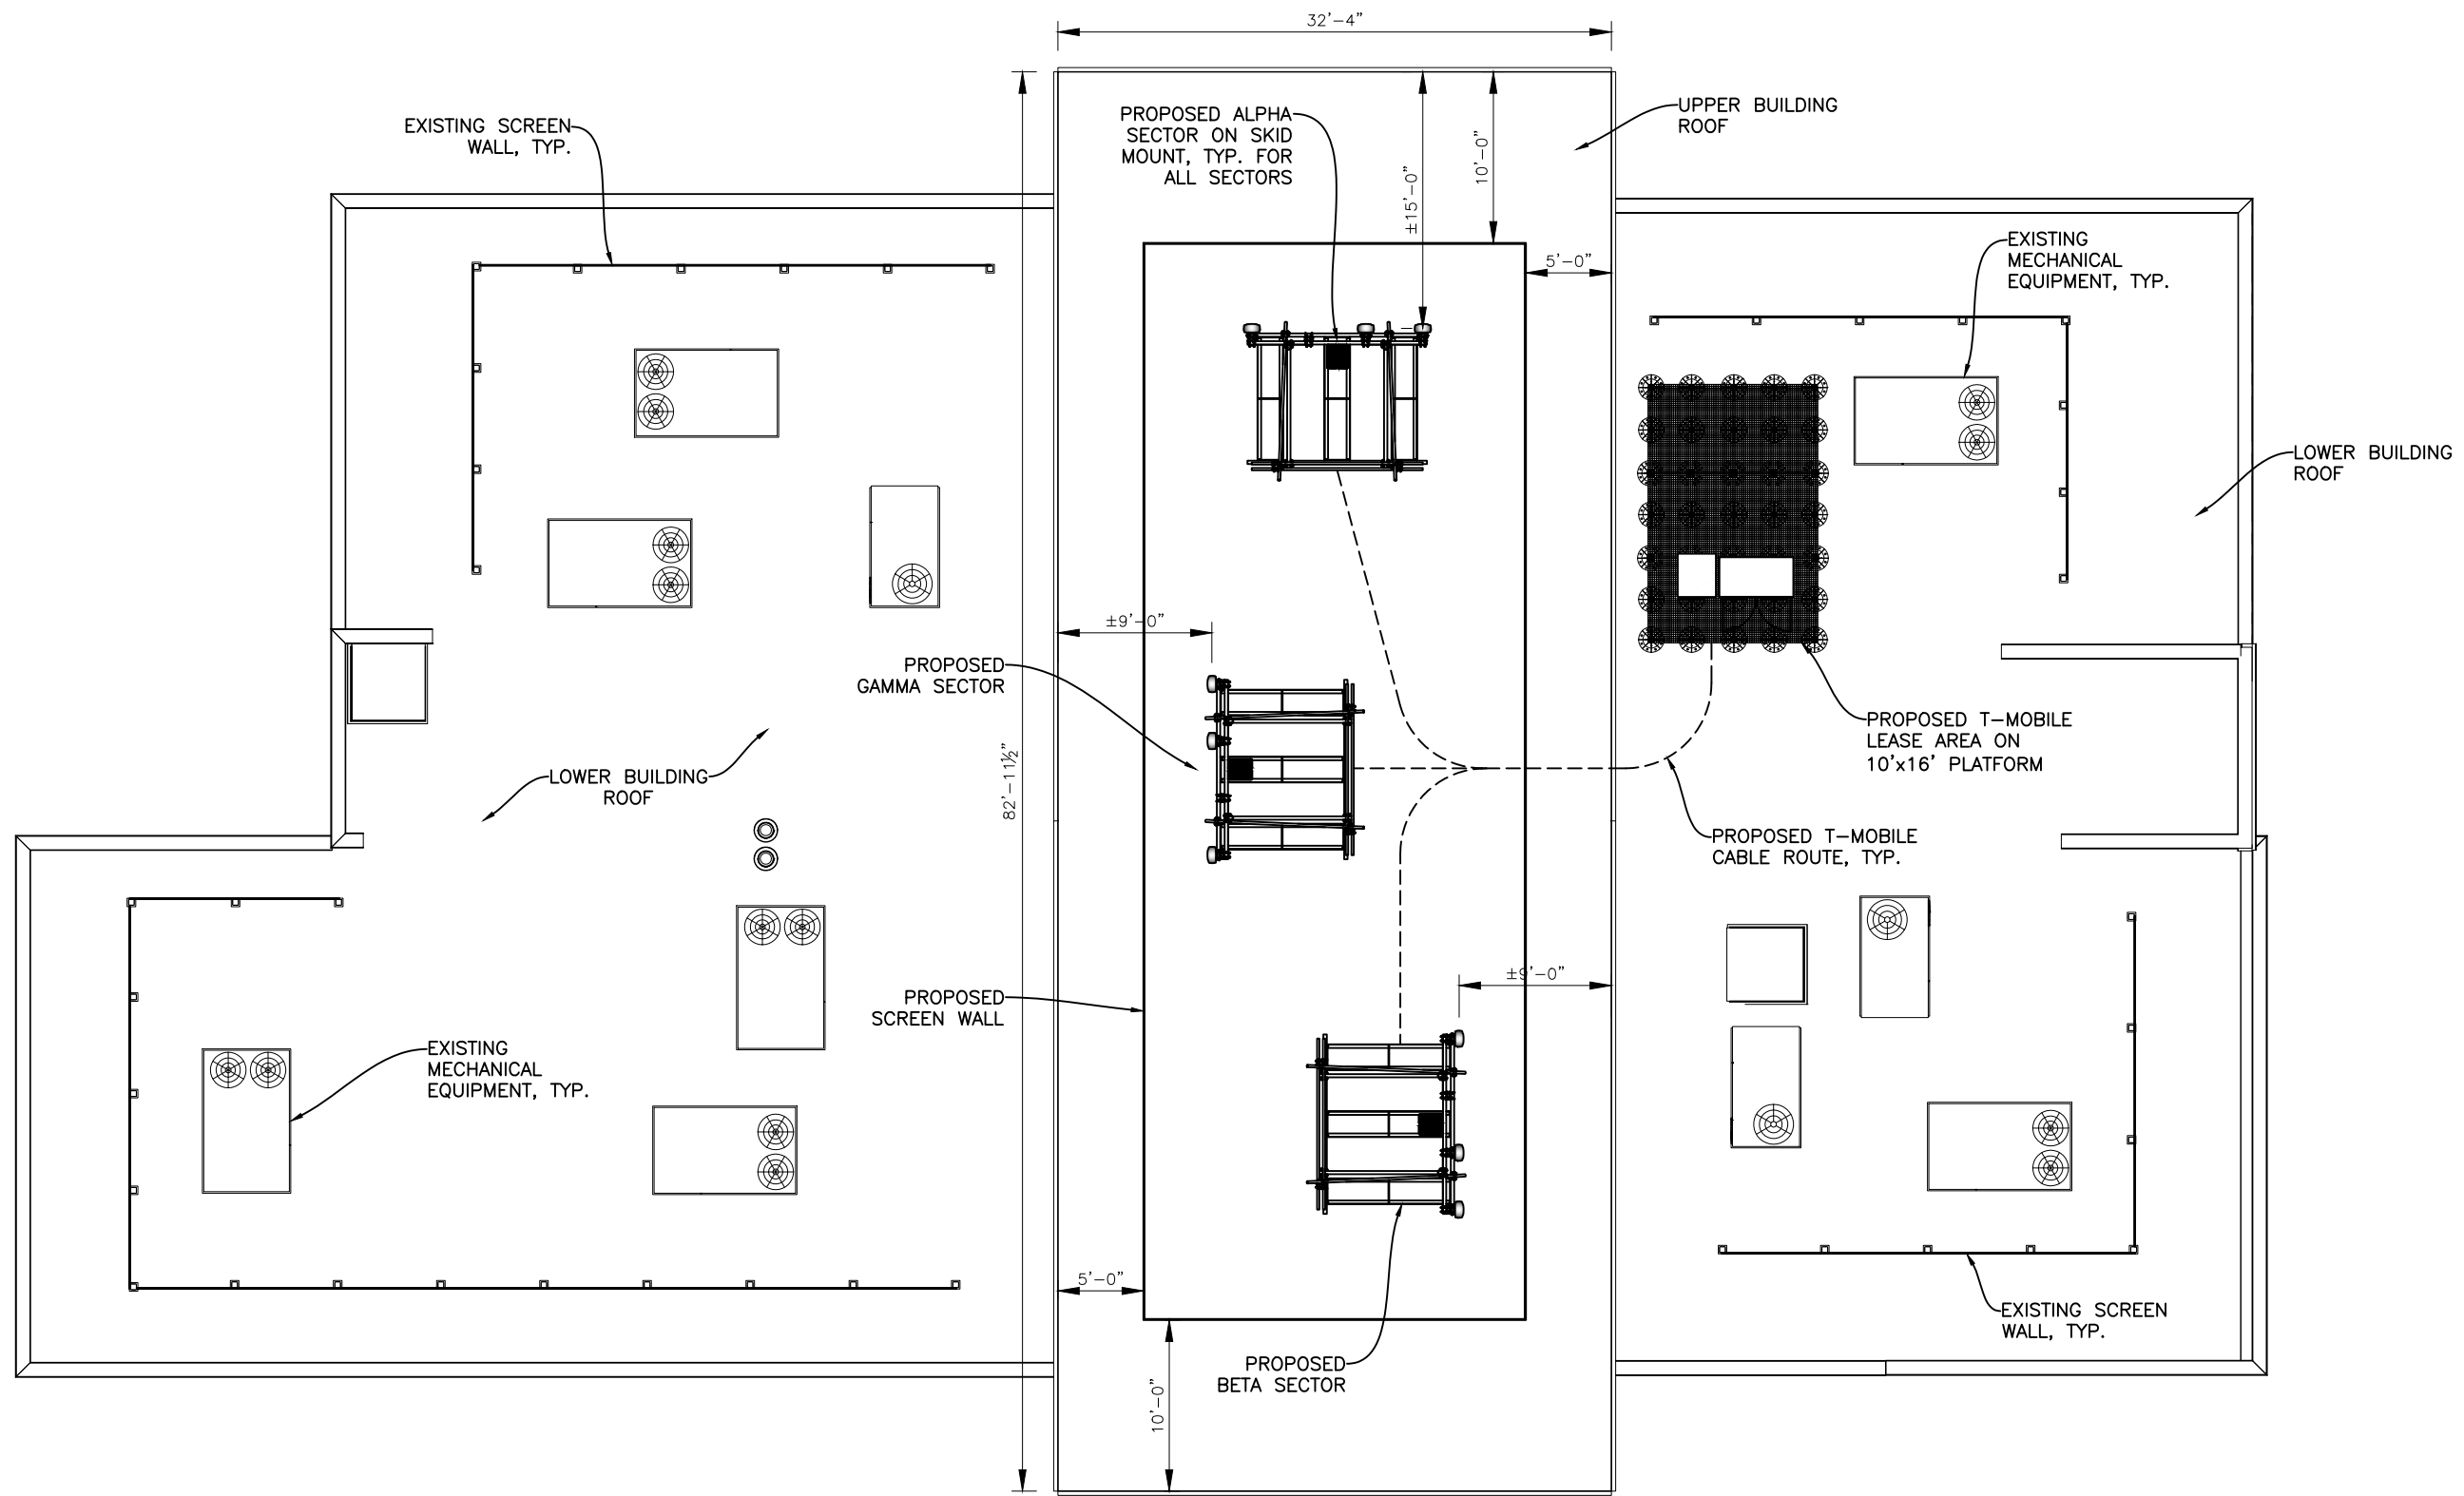 32'-4"
PROPOSED ALPHA
SECTOR ON SKID
MOUNT, TYP. FOR
ALL SECTORS
UPPER BUILDING
ROOF
EXISTING SCREEN
WALL, TYP.
10'-0"
±15'-0"
5'-0"
EXISTING
MECHANICAL
EQUIPMENT, TYP.
LOWER BUILDING
ROOF
±9'-0"
PROPOSED
GAMMA SECTOR
82'-11½"
PROPOSED T-MOBILE
LEASE AREA ON
10'x16' PLATFORM
LOWER BUILDING
ROOF
PROPOSED T-MOBILE
CABLE ROUTE, TYP.
±9'-0"
PROPOSED
SCREEN WALL
EXISTING
MECHANICAL
EQUIPMENT, TYP.
5'-0"
EXISTING SCREEN
WALL, TYP.
PROPOSED
BETA SECTOR
10'-0"